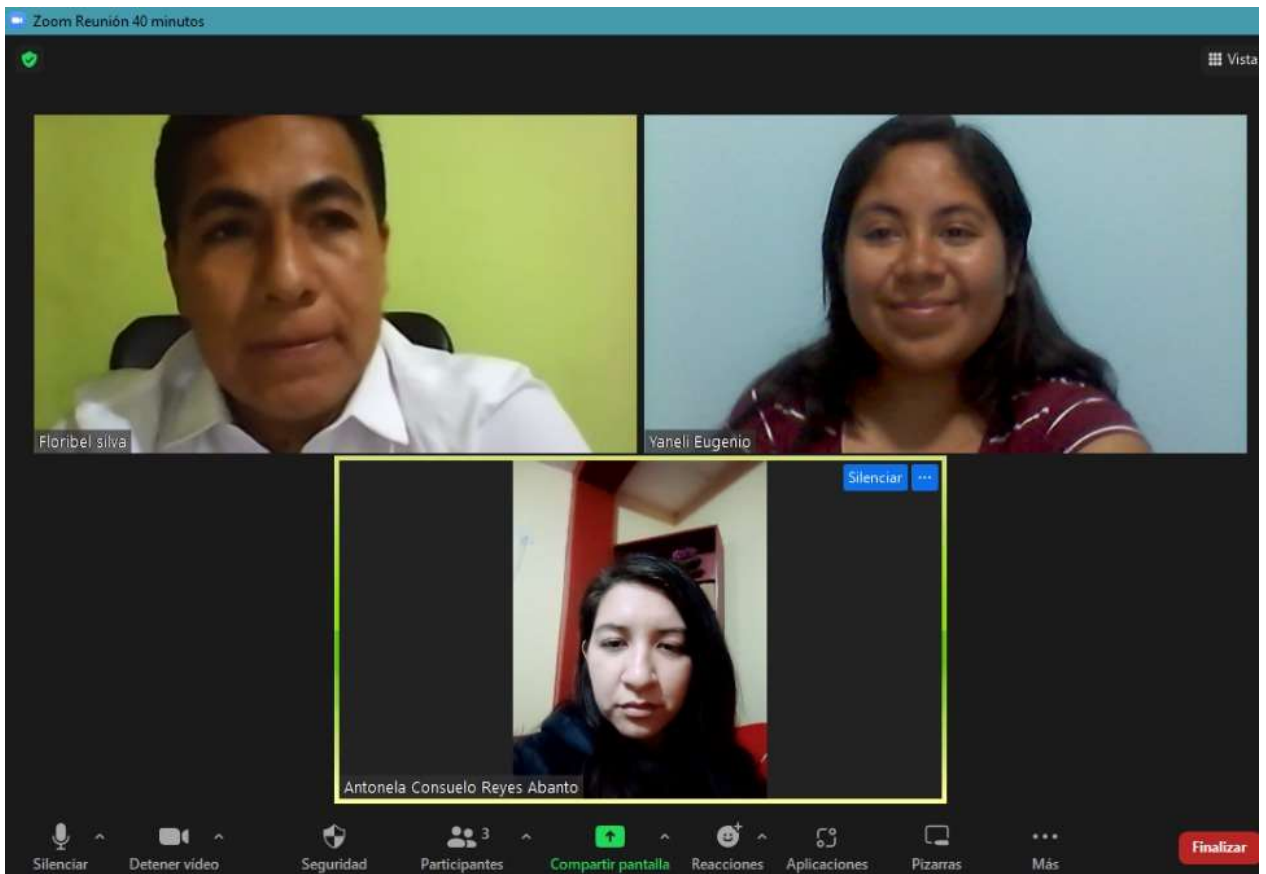 Zoom Reunión 40 minutos
Vista
Floribel silva
Yaneli Eugenio
Silenciar ...
Antonela Consuelo Reyes Abanto
3
Silenciar Detener video Seguridad Participantes Compartir pantalla Reacciones Aplicaciones Pizarras Más Finalizar